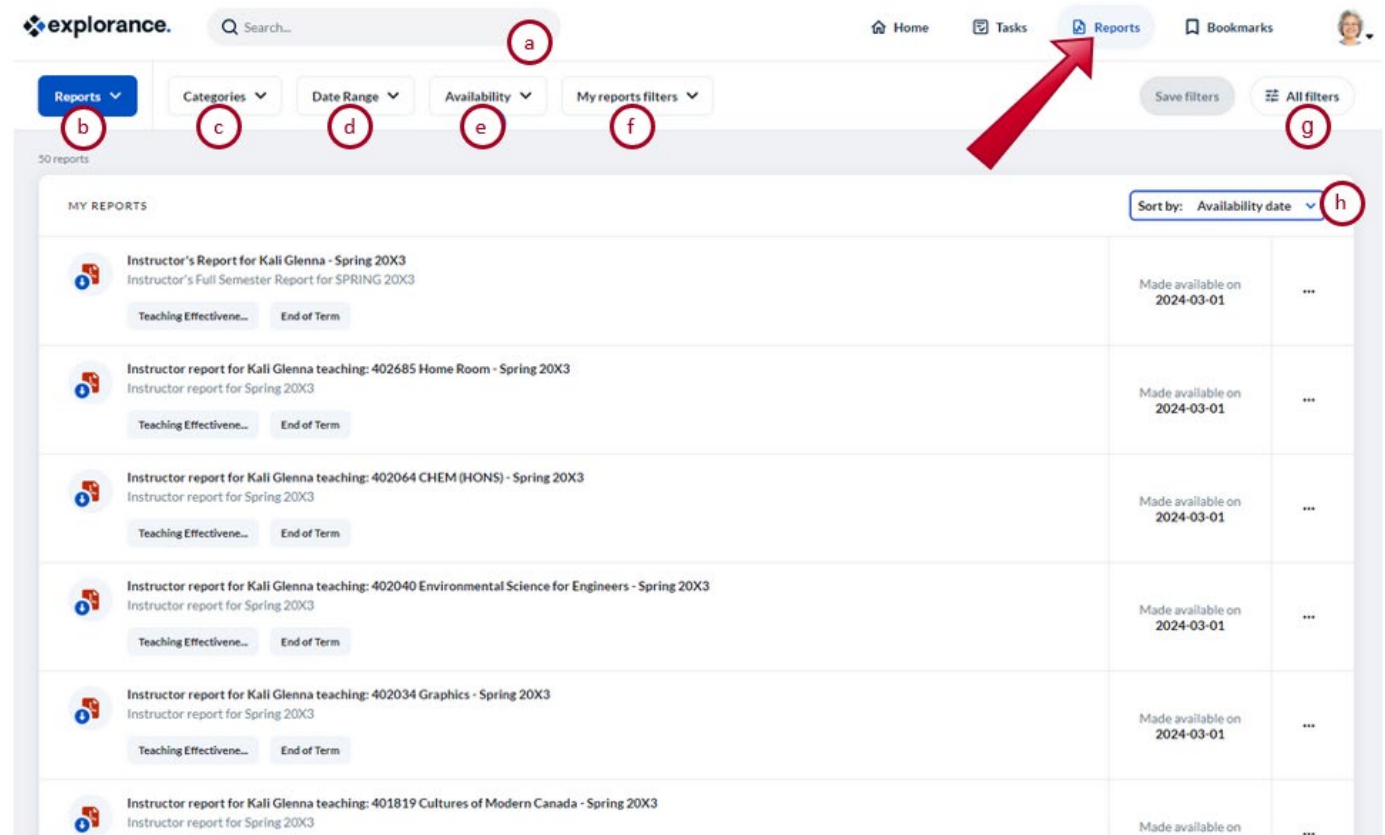 explorance.
Search...
Home
Tasks
Reports
Bookmarks
a
Reports
Categories
Date Range
Availability
My reports filters
Save filters
All filters
b
c
d
e
f
g
50 reports
MY REPORTS
Sort by: Availability date
h
Instructor's Report for Kali Glenna - Spring 20X3
Instructor's Full Semester Report for SPRING 20X3
Teaching Effectivene...
End of Term
Made available on
2024-03-01
...
Instructor report for Kali Glenna teaching: 402685 Home Room - Spring 20X3
Instructor report for Spring 20X3
Teaching Effectivene...
End of Term
Made available on
2024-03-01
...
Instructor report for Kali Glenna teaching: 402064 CHEM (HONS) - Spring 20X3
Instructor report for Spring 20X3
Teaching Effectivene...
End of Term
Made available on
2024-03-01
...
Instructor report for Kali Glenna teaching: 402040 Environmental Science for Engineers - Spring 20X3
Instructor report for Spring 20X3
Teaching Effectivene...
End of Term
Made available on
2024-03-01
...
Instructor report for Kali Glenna teaching: 402034 Graphics - Spring 20X3
Instructor report for Spring 20X3
Teaching Effectivene...
End of Term
Made available on
2024-03-01
...
Instructor report for Kali Glenna teaching: 401819 Cultures of Modern Canada - Spring 20X3
Instructor report for Spring 20X3
Made available on
...